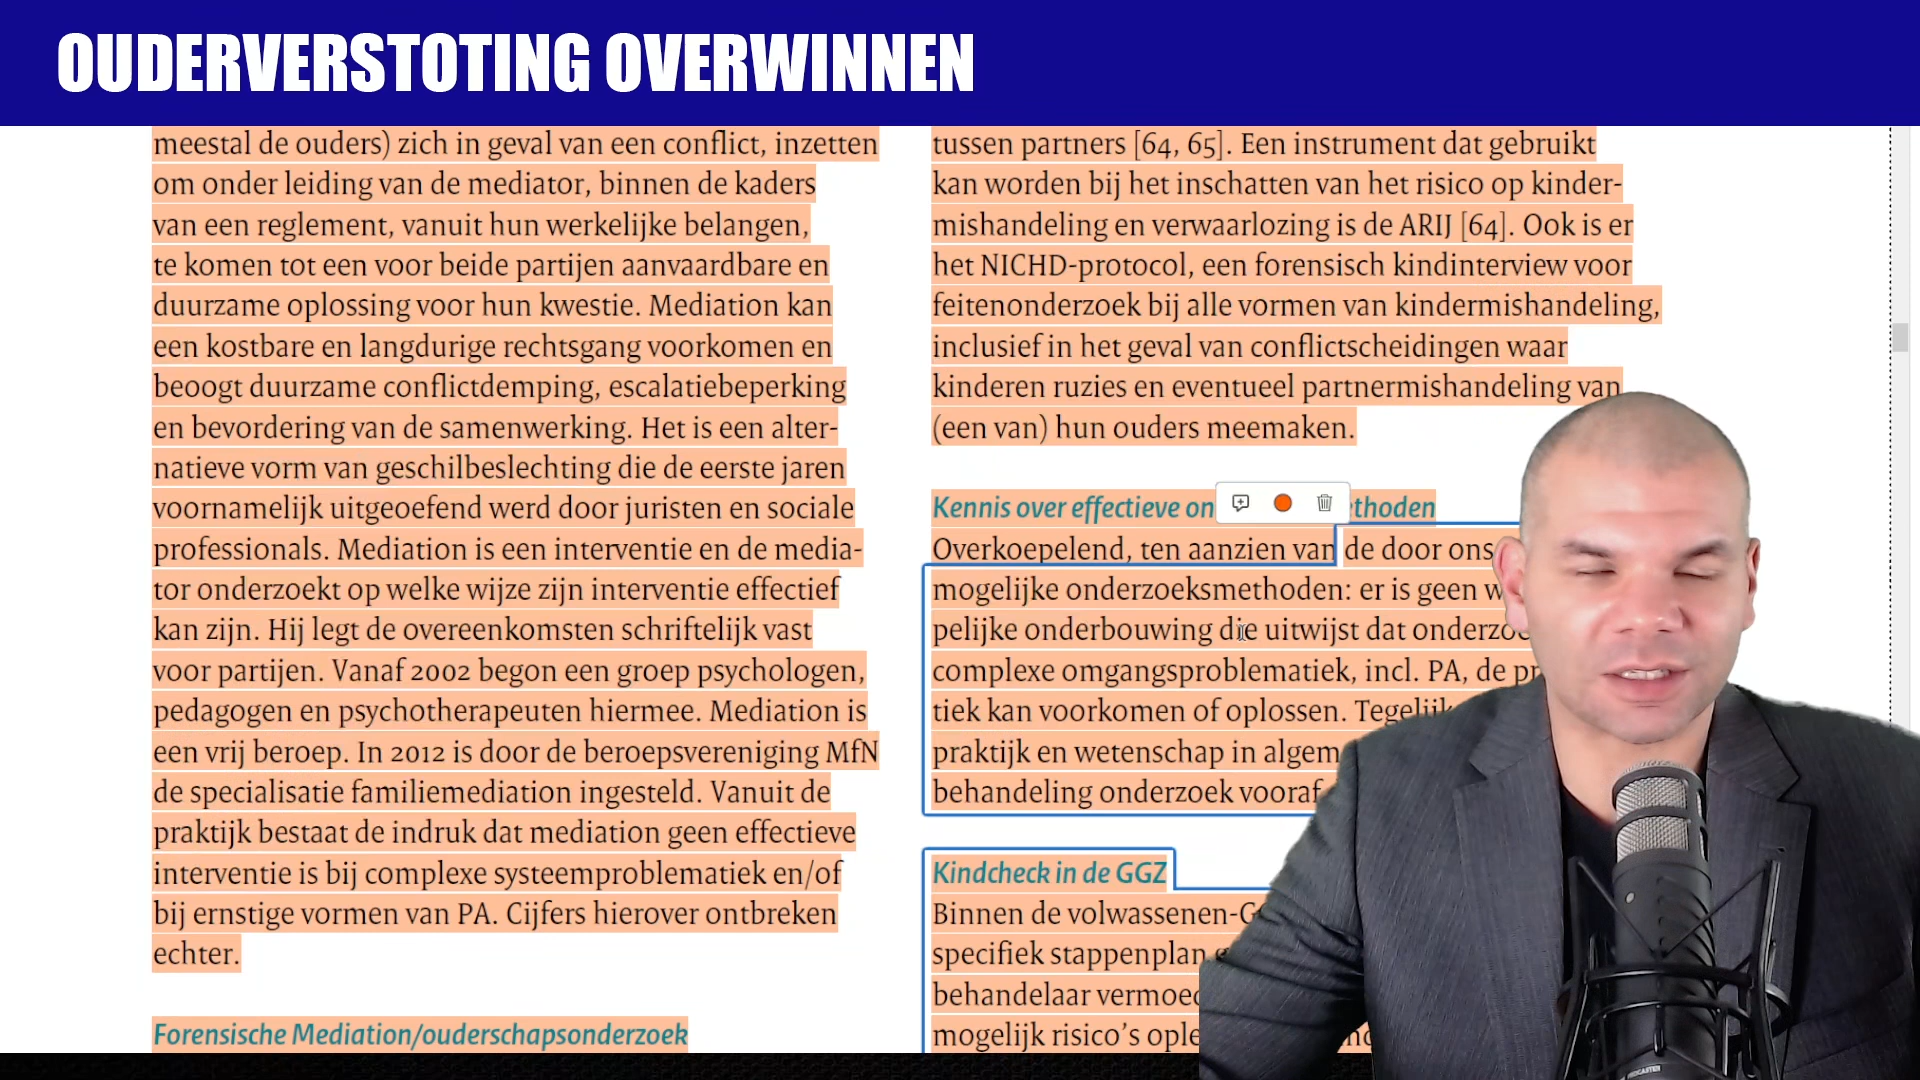 OUDERVERSTOTING OVERWINNEN
meestal de ouders) zich in geval van een conflict, inzetten
om onder leiding van de mediator, binnen de kaders
van een reglement, vanuit hun werkelijke belangen,
te komen tot een voor beide partijen aanvaardbare en
duurzame oplossing voor hun kwestie. Mediation kan
een kostbare en langdurige rechtsgang voorkomen en
beoogt duurzame conflictdemping, escalatiebeperking
en bevordering van de samenwerking. Het is een alter-
natieve vorm van geschilbeslechting die de eerste jaren
voornamelijk uitgeoefend werd door juristen en sociale
professionals. Mediation is een interventie en de media-
tor onderzoekt op welke wijze zijn interventie effectief
kan zijn. Hij legt de overeenkomsten schriftelijk vast
voor partijen. Vanaf 2002 begon een groep psychologen,
pedagogen en psychotherapeuten hiermee. Mediation is
een vrij beroep. In 2012 is door de beroepsvereniging MfN
de specialisatie familiemediation ingesteld. Vanuit de
praktijk bestaat de indruk dat mediation geen effectieve
interventie is bij complexe systeemproblematiek en/of
bij ernstige vormen van PA. Cijfers hierover ontbreken
echter.
Forensische Mediation/ouderschapsonderzoek
tussen partners [64, 65]. Een instrument dat gebruikt
kan worden bij het inschatten van het risico op kinder-
mishandeling en verwaarlozing is de ARIJ [64]. Ook is er
het NICHD-protocol, een forensisch kindinterview voor
feitenonderzoek bij alle vormen van kindermishandeling,
inclusief in het geval van conflictscheidingen waar
kinderen ruzies en eventueel partnermishandeling van
(een van) hun ouders meemaken.
Kennis over effectieve on thoden
Overkoepelend, ten aanzien van de door ons
mogelijke onderzoeksmethoden: er is geen w
pelijke onderbouwing die uitwijst dat onderzo
complexe omgangsproblematiek, incl. PA, de pr
tiek kan voorkomen of oplossen. Tegelijk
praktijk en wetenschap in algem
behandeling onderzoek vooraf
Kindcheck in de GGZ
Binnen de volwassenen-G
specifiek stappenplan
behandelaar vermoed
mogelijk risico's ople